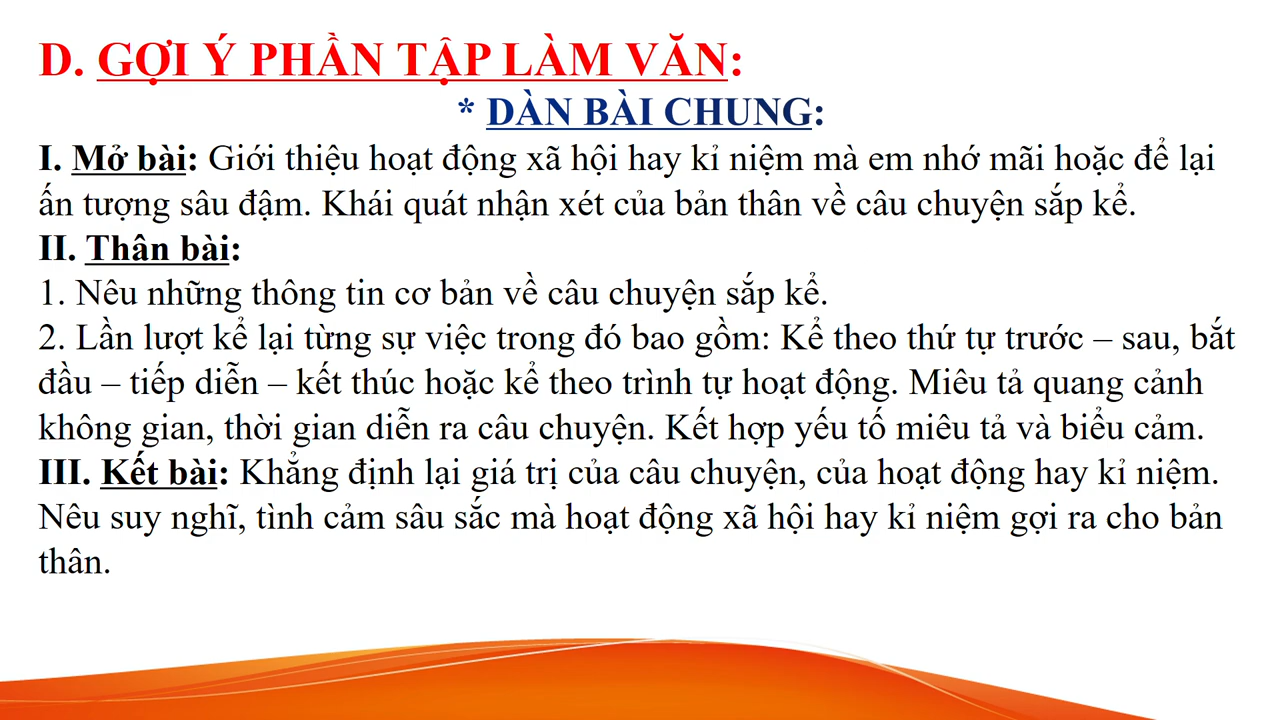 D. GỢI Ý PHẦN TẬP LÀM VĂN:
* DÀN BÀI CHUNG:
I. Mở bài: Giới thiệu hoạt động xã hội hay kỉ niệm mà em nhớ mãi hoặc để lại
ấn tượng sâu đậm. Khái quát nhận xét của bản thân về câu chuyện sắp kể.
II. Thân bài:
1. Nêu những thông tin cơ bản về câu chuyện sắp kể.
2. Lần lượt kể lại từng sự việc trong đó bao gồm: Kể theo thứ tự trước – sau, bắt
đầu – tiếp diễn – kết thúc hoặc kể theo trình tự hoạt động. Miêu tả quang cảnh
không gian, thời gian diễn ra câu chuyện. Kết hợp yếu tố miêu tả và biểu cảm.
III. Kết bài: Khẳng định lại giá trị của câu chuyện, của hoạt động hay kỉ niệm.
Nêu suy nghĩ, tình cảm sâu sắc mà hoạt động xã hội hay kỉ niệm gợi ra cho bản
thân.